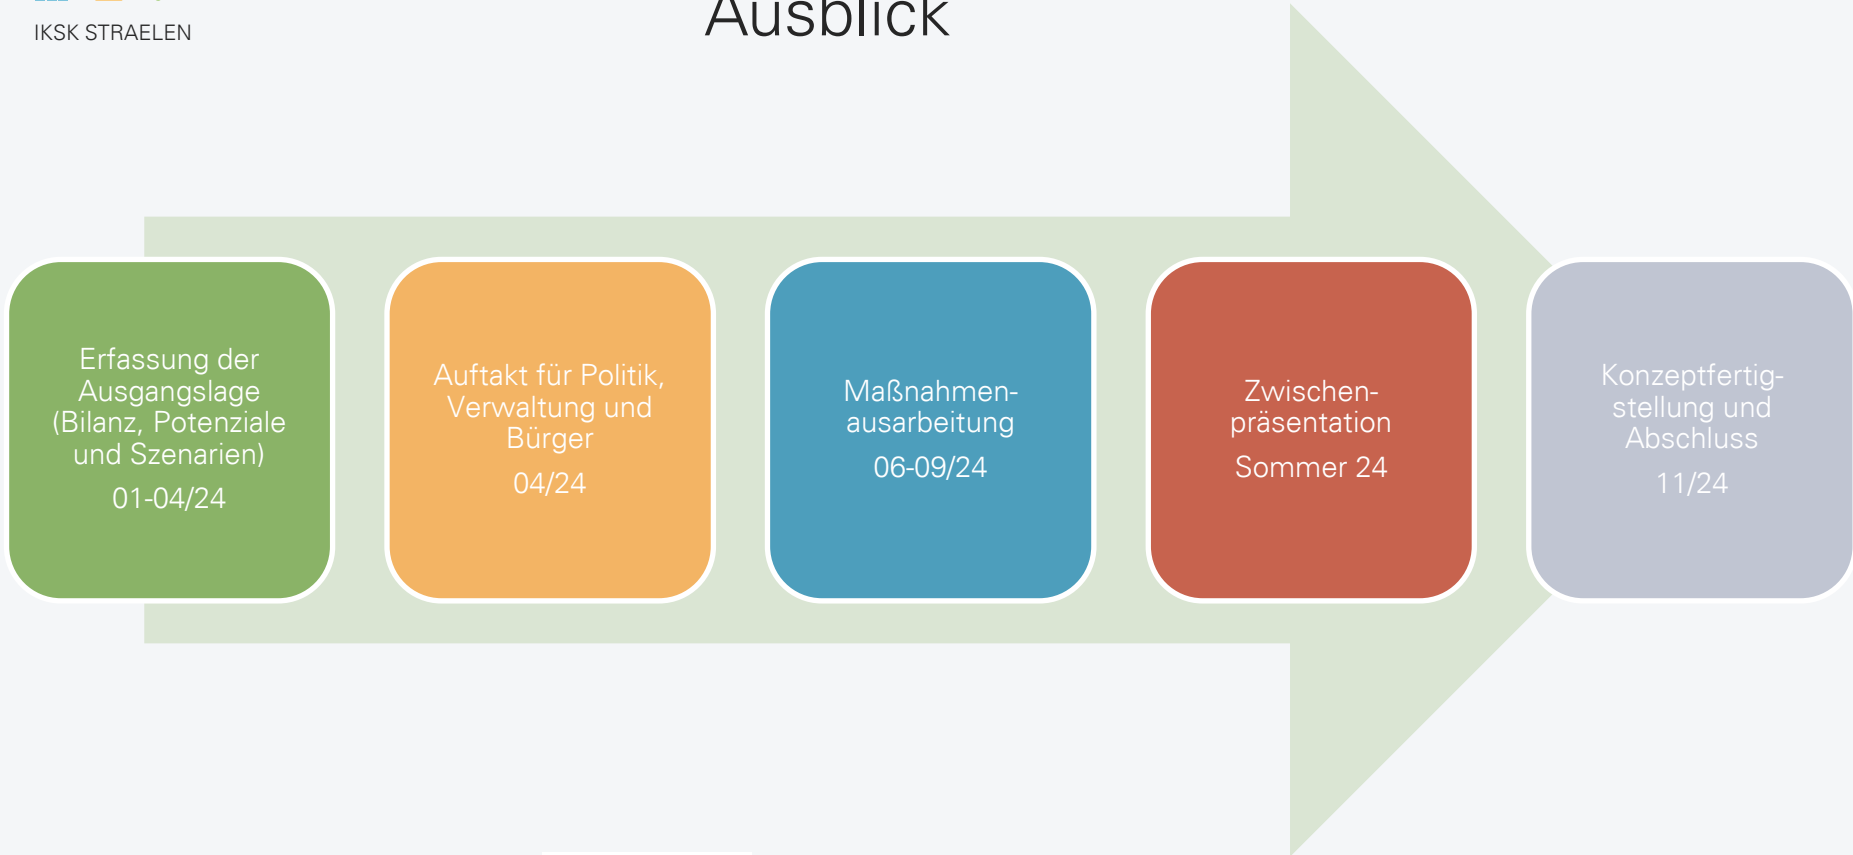 IKSK STRAELEN
Ausblick
Erfassung der
Ausgangslage
(Bilanz, Potenziale
und Szenarien)
01-04/24
Auftakt für Politik,
Verwaltung und
Bürger
04/24
Maßnahmen-
ausarbeitung
06-09/24
Zwischen-
präsentation
Sommer 24
Konzeptfertig-
stellung und
Abschluss
11/24